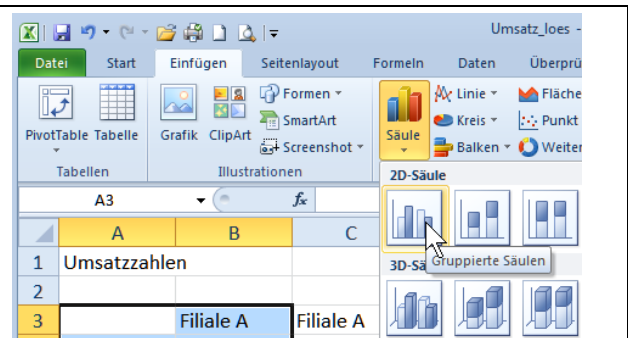 Umsatz_loes -
Datei Start Einfügen Seitenlayout Formeln Daten Überprü
PivotTable Tabelle Grafik ClipArt Formen SmartArt Screenshot Säule Linie Kreis Balken Fläche Punkt Weiter
Tabellen Illustrationen
2D-Säule
A3 fx
A B C
1 Umsatzzahlen
Gruppierte Säulen
3D-Sä
2
3 Filiale A Filiale A